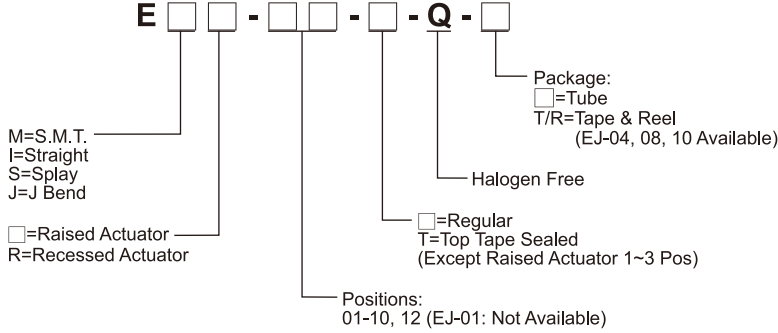 E□□-□□-□-Q-□
Package:
□=Tube
T/R=Tape & Reel
(EJ-04, 08, 10 Available)
M=S.M.T.
I=Straight
S=Splay
J=J Bend
Halogen Free
□=Raised Actuator
R=Recessed Actuator
□=Regular
T=Top Tape Sealed
(Except Raised Actuator 1~3 Pos)
Positions:
01-10, 12 (EJ-01: Not Available)